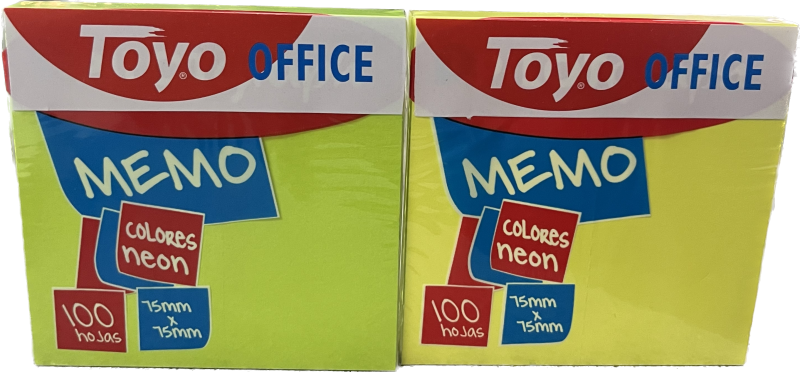 Toyo® OFFICE
MEMO
COLORES
neon
100
hojas
75mm
x
75mm
Toyo® OFFICE
MEMO
COLORES
neon
100
hojas
75mm
x
75mm